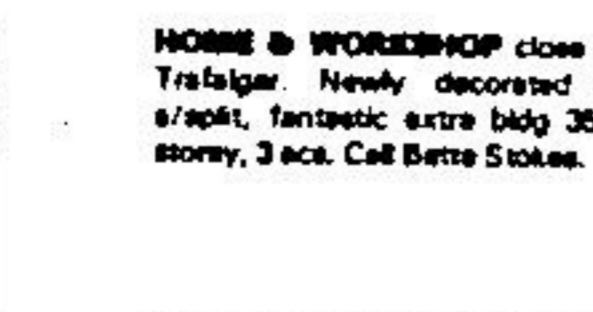 HOME & WORKSHOP close
Trafalgar. Newly decorated
s/split, fantastic extra bldg 35
storey, 3 acs. Call Bette Stokes.